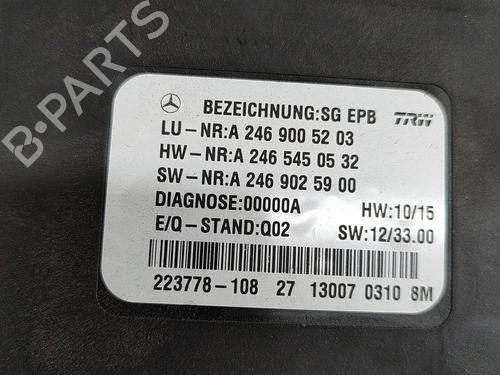 BEZEICHNUNG:SG EPB TRW
LU-NR:A 246 900 52 03
HW-NR:A 246 545 05 32
SW-NR:A 246 902 59 00
DIAGNOSE:00000A HW:10/15
E/Q-STAND:Q02 SW:12/33.00
223778-108 27 13007 0310 8M
B-PARTS